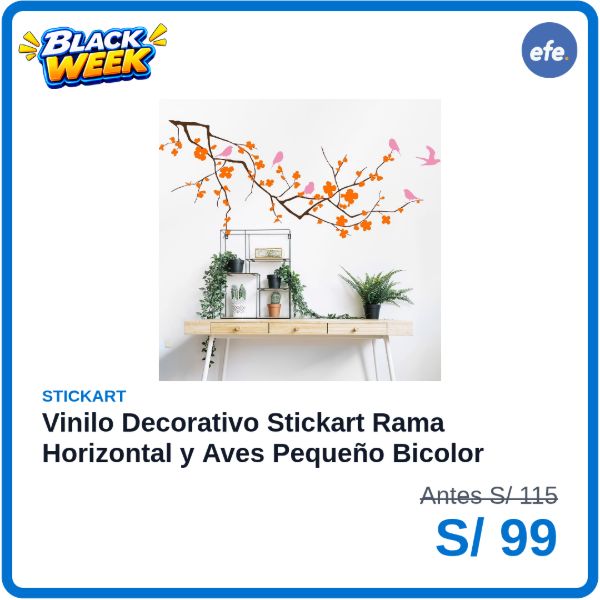 BLACK
WEEK
efe.
STICKART
Vinilo Decorativo Stickart Rama
Horizontal y Aves Pequeño Bicolor
Antes S/ 115
S/ 99